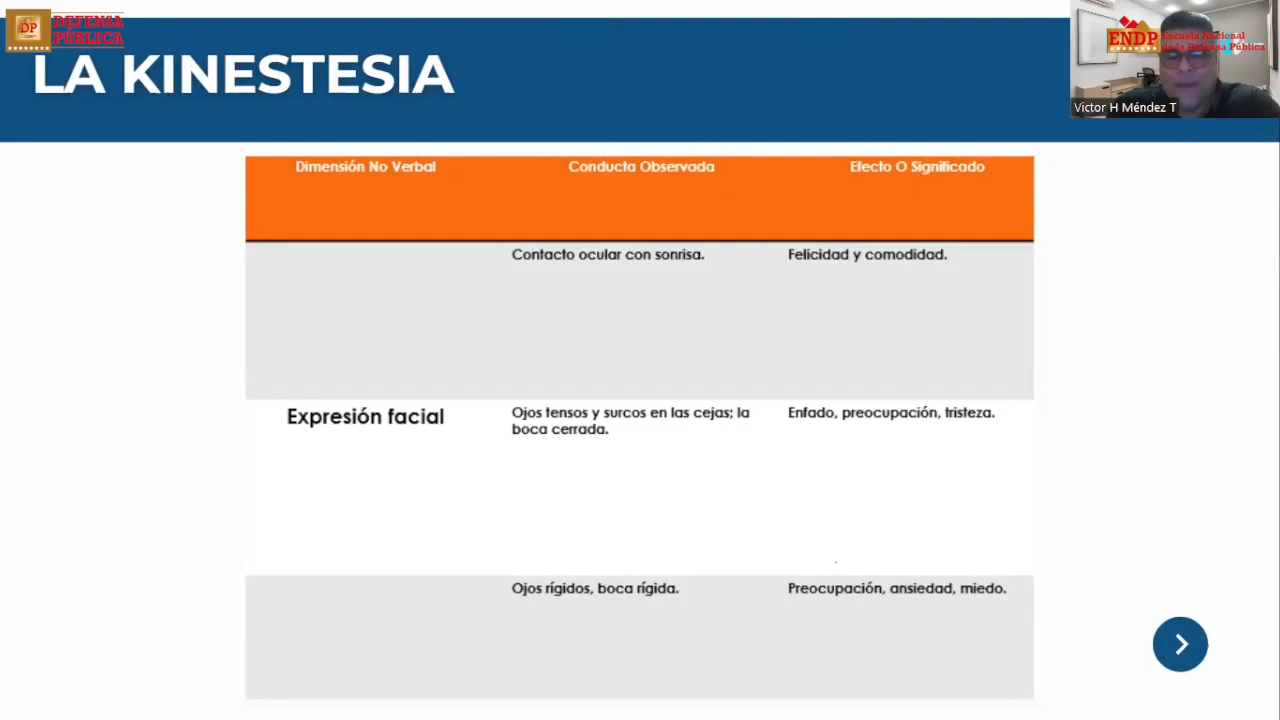 DP
DEFENSA
PÚBLICA
LA KINESTESIA
ENDP
Escuela Nacional
de la Defensa Pública
Víctor H Méndez T
Dimensión No Verbal
Conducta Observada
Efecto O Significado
Contacto ocular con sonrisa.
Felicidad y comodidad.
Expresión facial
Ojos tensos y surcos en las cejas; la
boca cerrada.
Enfado, preocupación, tristeza.
Ojos rígidos, boca rígida.
Preocupación, ansiedad, miedo.